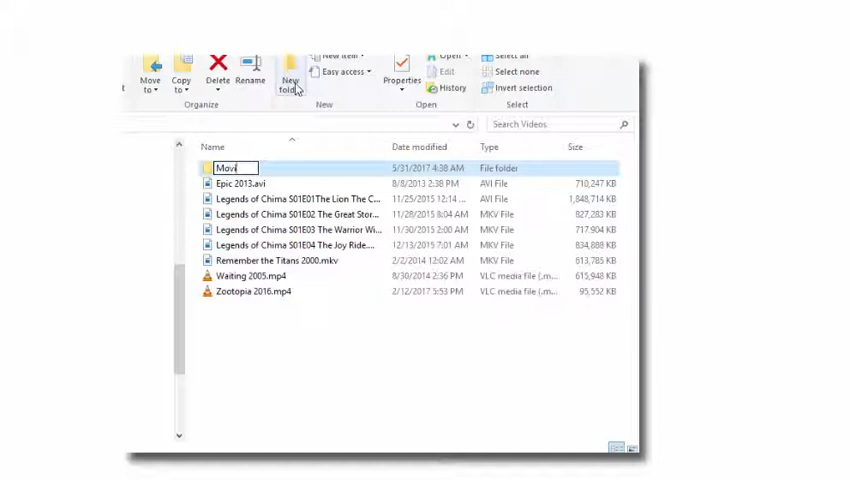 New item
Easy access
Move to
Copy to
Delete
Rename
New folder
Properties
Open
Edit
History
Select all
Select none
Invert selection
Organize
New
Open
Select
Search Videos
Name Date modified Type Size
Movi 5/31/2017 4:38 AM File folder
Epic 2013.avi 8/8/2013 2:38 PM AVI File 710,247 KB
Legends of Chima S01E01The Lion The C... 11/25/2015 12:14 ... AVI File 1,848,714 KB
Legends of Chima S01E02 The Great Stor... 11/28/2015 8:04 AM MKV File 827,283 KB
Legends of Chima S01E03 The Warrior Wi... 11/30/2015 2:00 AM MKV File 717,904 KB
Legends of Chima S01E04 The Joy Ride.... 12/13/2015 7:01 AM MKV File 834,888 KB
Remember the Titans 2000.mkv 2/2/2014 12:02 AM MKV File 613,785 KB
Waiting 2005.mp4 8/30/2014 2:36 PM VLC media file (.m... 615,948 KB
Zootopia 2016.mp4 2/12/2017 5:53 PM VLC media file (.m... 95,552 KB